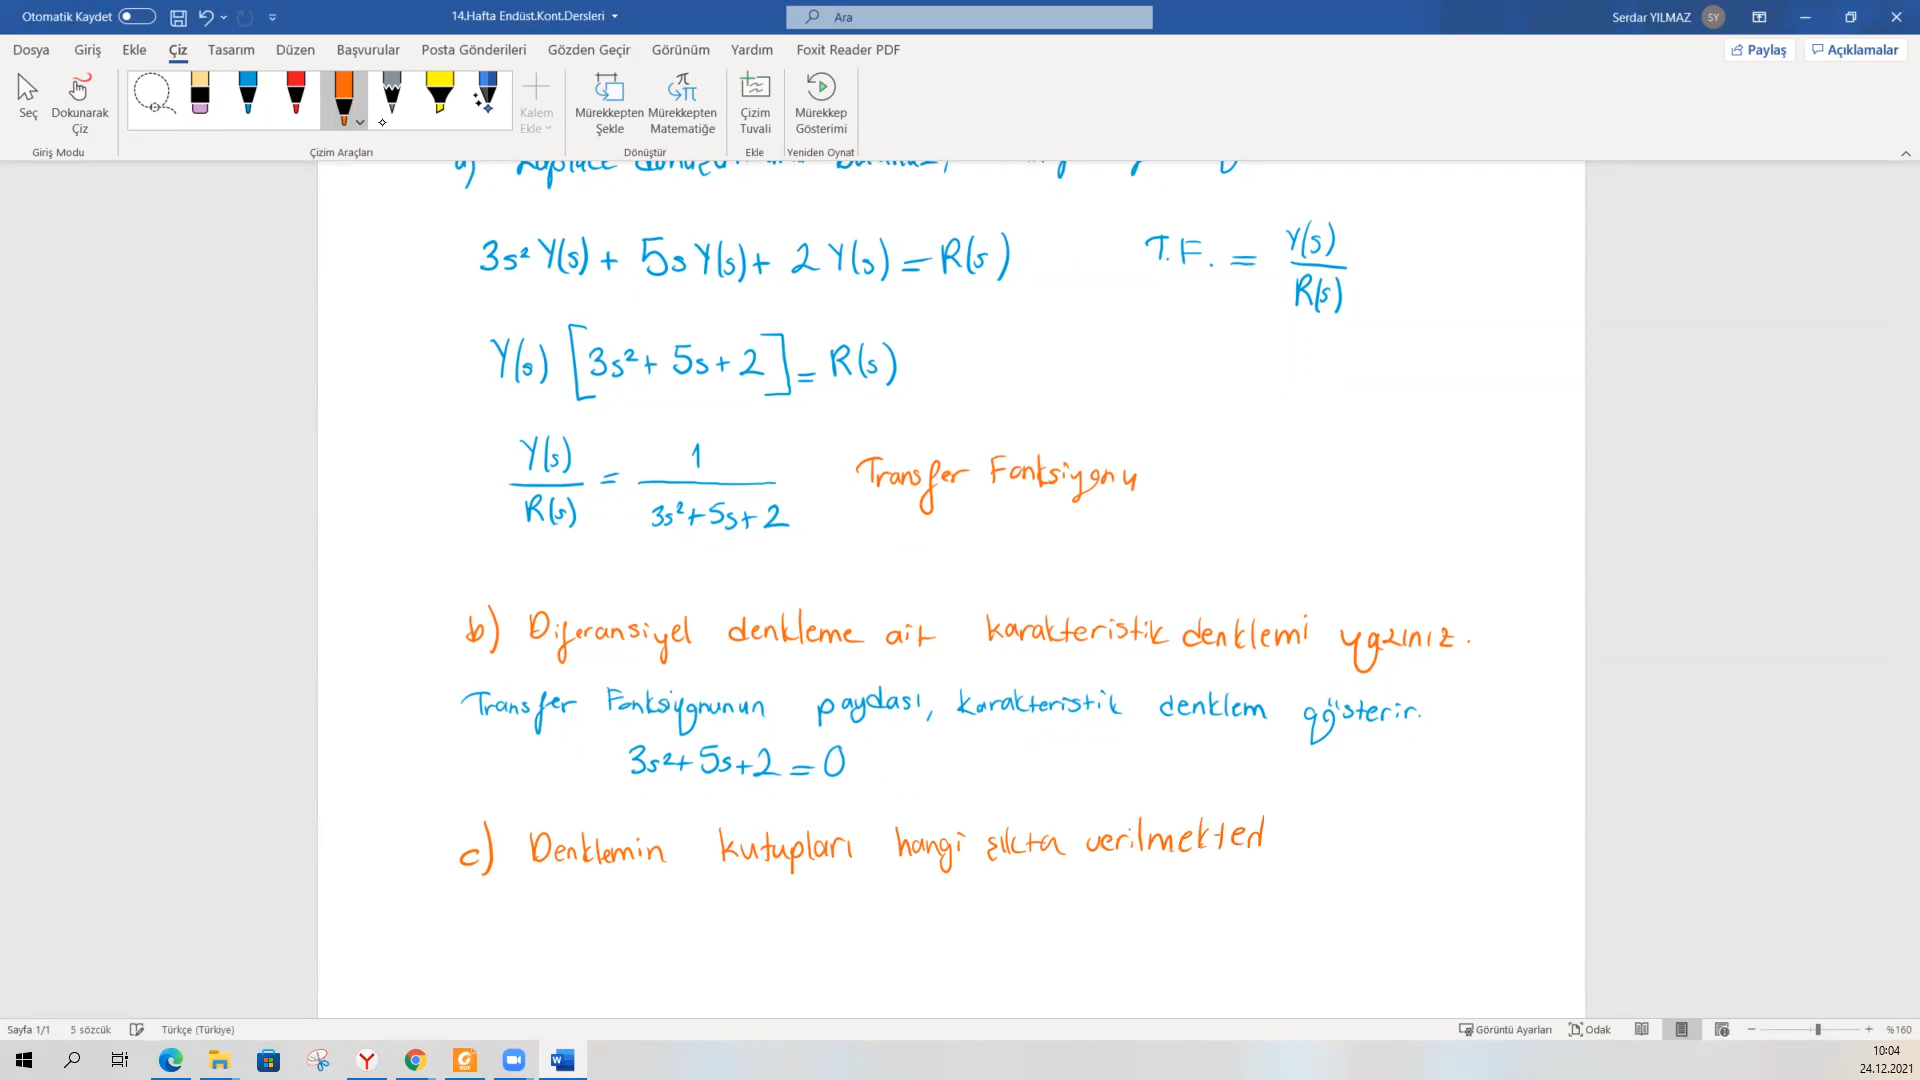 Otomatik Kaydet
14.Hafta Endüst.Kont.Dersleri
Ara
Serdar YILMAZ
SY
Dosya Giriş Ekle Çiz Tasarım Düzen Başvurular Posta Gönderileri Gözden Geçir Görünüm Yardım Foxit Reader PDF
Paylaş
Açıklamalar
Seç
Dokunarak Çiz
Kalem Ekle
Mürekkepten Şekle
Mürekkepten Matematiğe
Çizim Tuvali
Mürekkep Gösterimi
Giriş Modu
Çizim Araçları
Dönüştür
Ekle
Yeniden Oynat
3s² Y(s) + 5s Y(s) + 2 Y(s) = R(s)
T.F. = Y(s) / R(s)
Y(s) [3s² + 5s + 2] = R(s)
Y(s) / R(s) = 1 / 3s² + 5s + 2
Transfer Fonksiyonu
b) Diferansiyel denkleme ait karakteristik denklemi yazınız.
Transfer Fonksiyonunun paydası, karakteristik denklem gösterir.
3s² + 5s + 2 = 0
c) Denklemin kutupları hangi şıkta verilmekted
Sayfa 1/1
5 sözcük
Türkçe (Türkiye)
Görüntü Ayarları
Odak
%160
10:04
24.12.2021